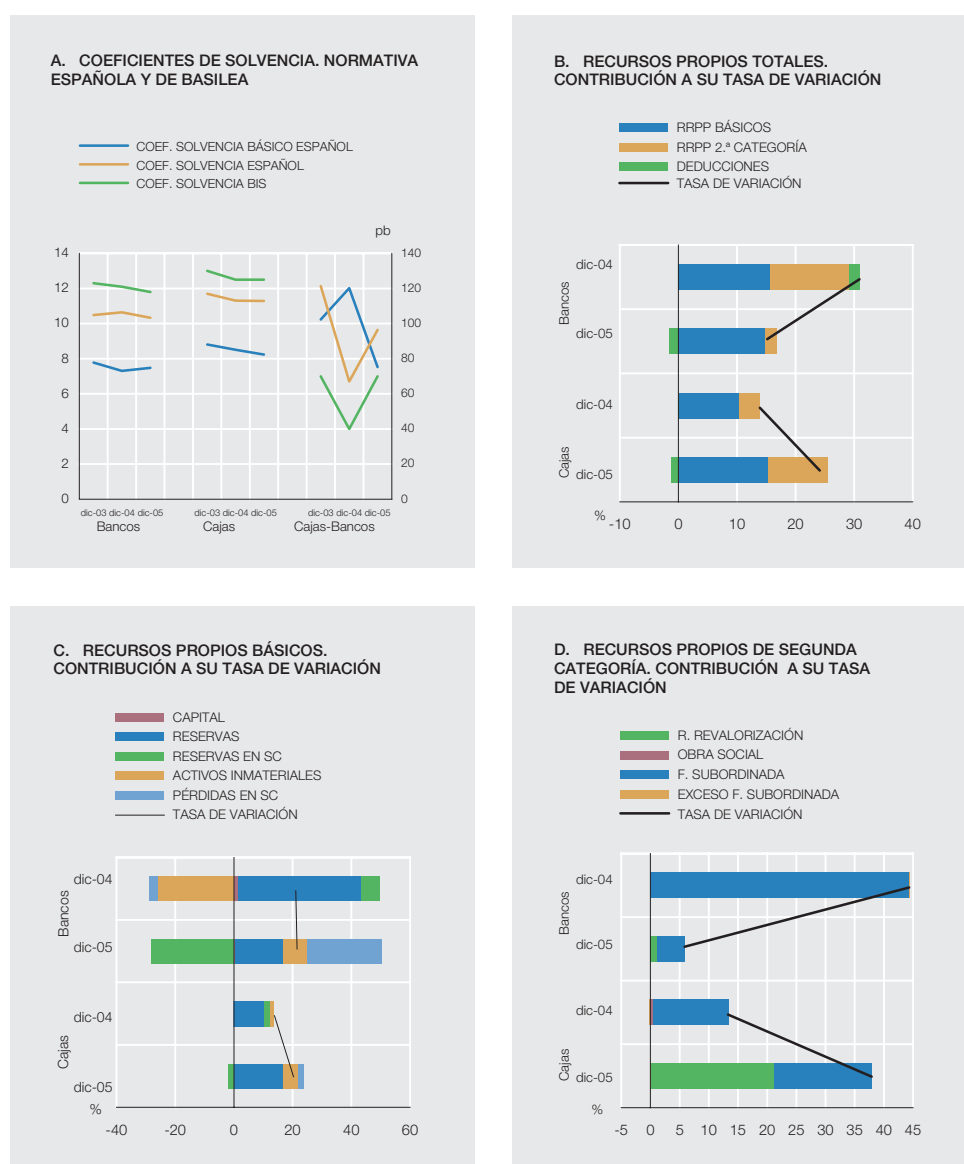 A. COEFICIENTES DE SOLVENCIA. NORMATIVA
ESPAÑOLA Y DE BASILEA
COEF. SOLVENCIA BÁSICO ESPAÑOL
COEF. SOLVENCIA ESPAÑOL
COEF. SOLVENCIA BIS
pb
14 140
12 120
10 100
8 80
6 60
4 40
2 20
0 0
dic-03 dic-04 dic-05 dic-03 dic-04 dic-05 dic-03 dic-04 dic-05
Bancos Cajas Cajas-Bancos
B. RECURSOS PROPIOS TOTALES.
CONTRIBUCIÓN A SU TASA DE VARIACIÓN
RRPP BÁSICOS
RRPP 2.ª CATEGORÍA
DEDUCCIONES
TASA DE VARIACIÓN
dic-04
Bancos
dic-05
dic-04
Cajas
dic-05
%
-10 0 10 20 30 40
C. RECURSOS PROPIOS BÁSICOS.
CONTRIBUCIÓN A SU TASA DE VARIACIÓN
CAPITAL
RESERVAS
RESERVAS EN SC
ACTIVOS INMATERIALES
PÉRDIDAS EN SC
TASA DE VARIACIÓN
dic-04
Bancos
dic-05
dic-04
Cajas
dic-05
%
-40 -20 0 20 40 60
D. RECURSOS PROPIOS DE SEGUNDA
CATEGORÍA. CONTRIBUCIÓN A SU TASA
DE VARIACIÓN
R. REVALORIZACIÓN
OBRA SOCIAL
F. SUBORDINADA
EXCESO F. SUBORDINADA
TASA DE VARIACIÓN
dic-04
Bancos
dic-05
dic-04
Cajas
dic-05
%
-5 0 5 10 15 20 25 30 35 40 45